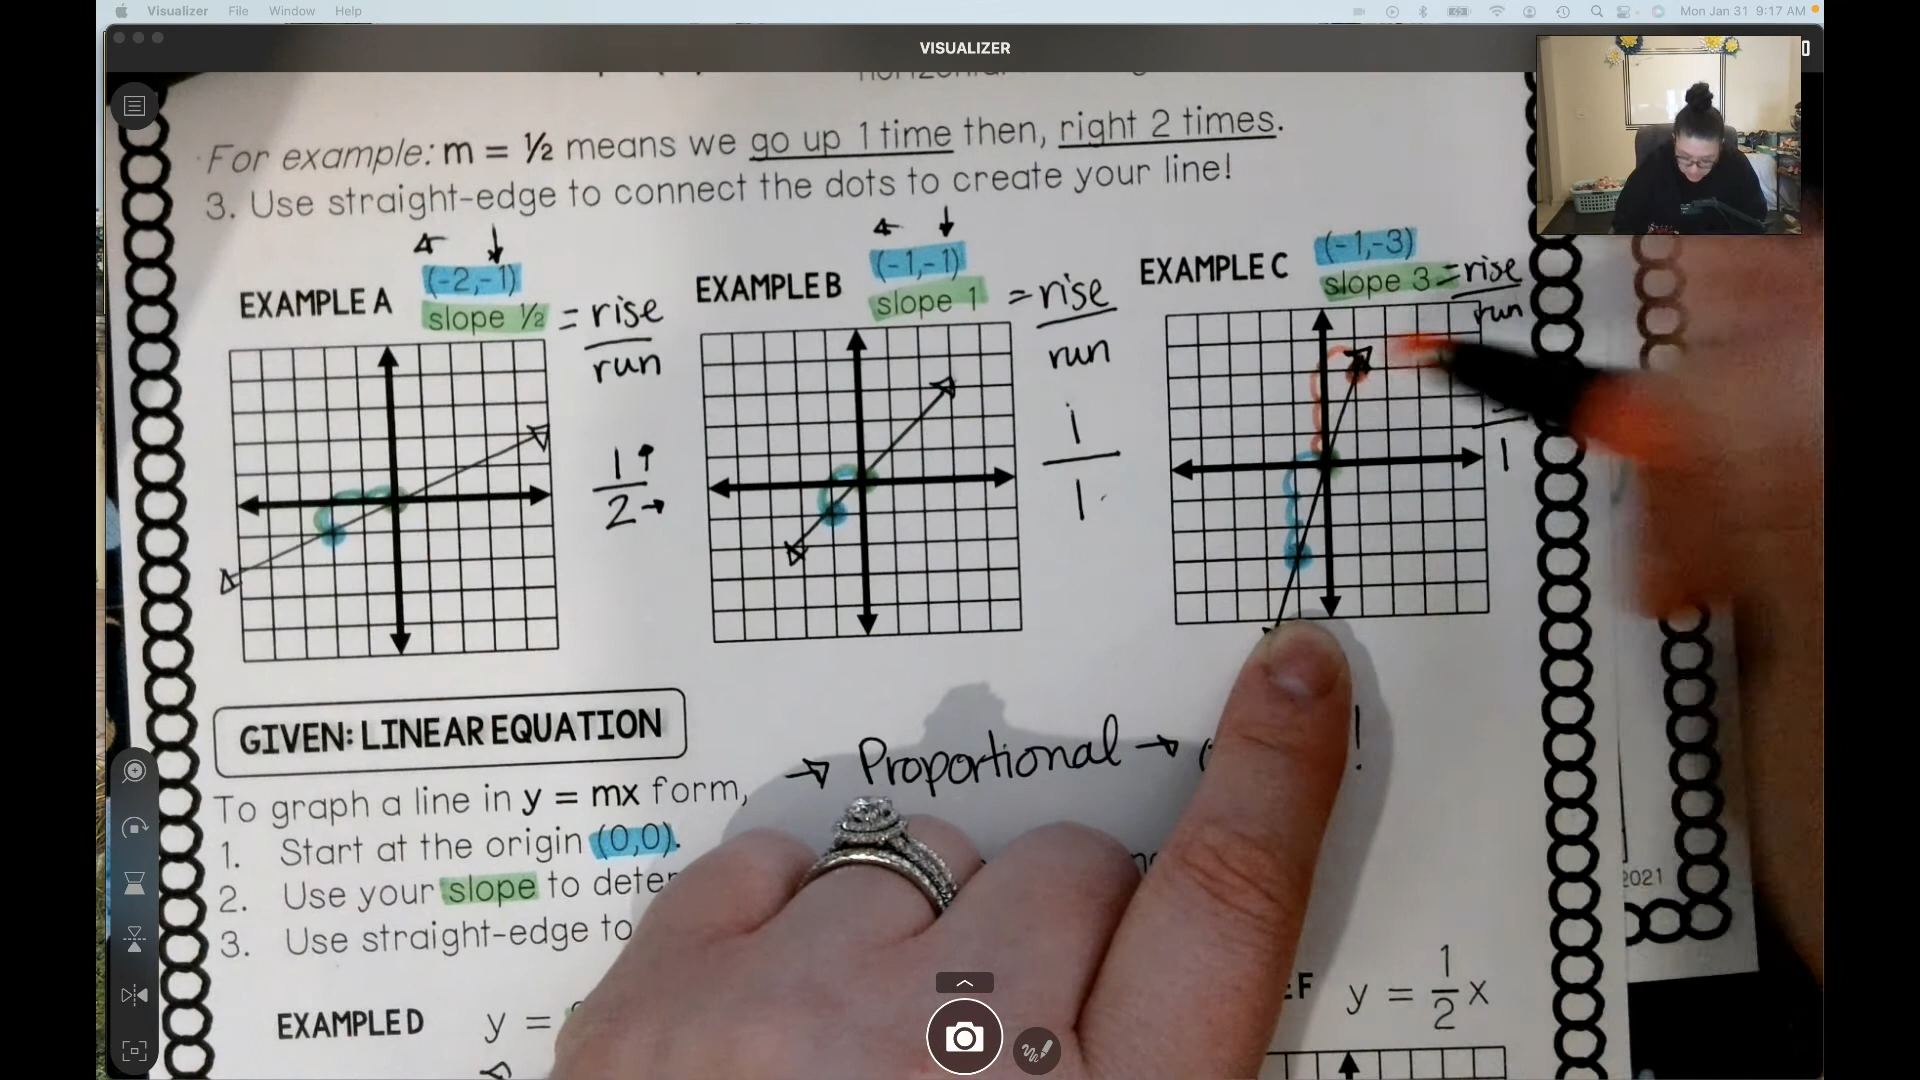 Visualizer File Window Help
Mon Jan 31 9:17 AM
VISUALIZER
For example: m = ½ means we go up 1 time then, right 2 times.
3. Use straight-edge to connect the dots to create your line!
EXAMPLE A
(-2,-1)
slope ½ = rise
run
1
2
EXAMPLE B
(-1,-1)
slope 1 = rise
run
1
1
EXAMPLE C
(-1,-3)
slope 3 = rise
run
1
GIVEN: LINEAR EQUATION
→ Proportional →
!
To graph a line in y = mx form,
1. Start at the origin (0,0).
2. Use your slope to deter
3. Use straight-edge to
2021
EXAMPLE D y =
F y = 1/2 x